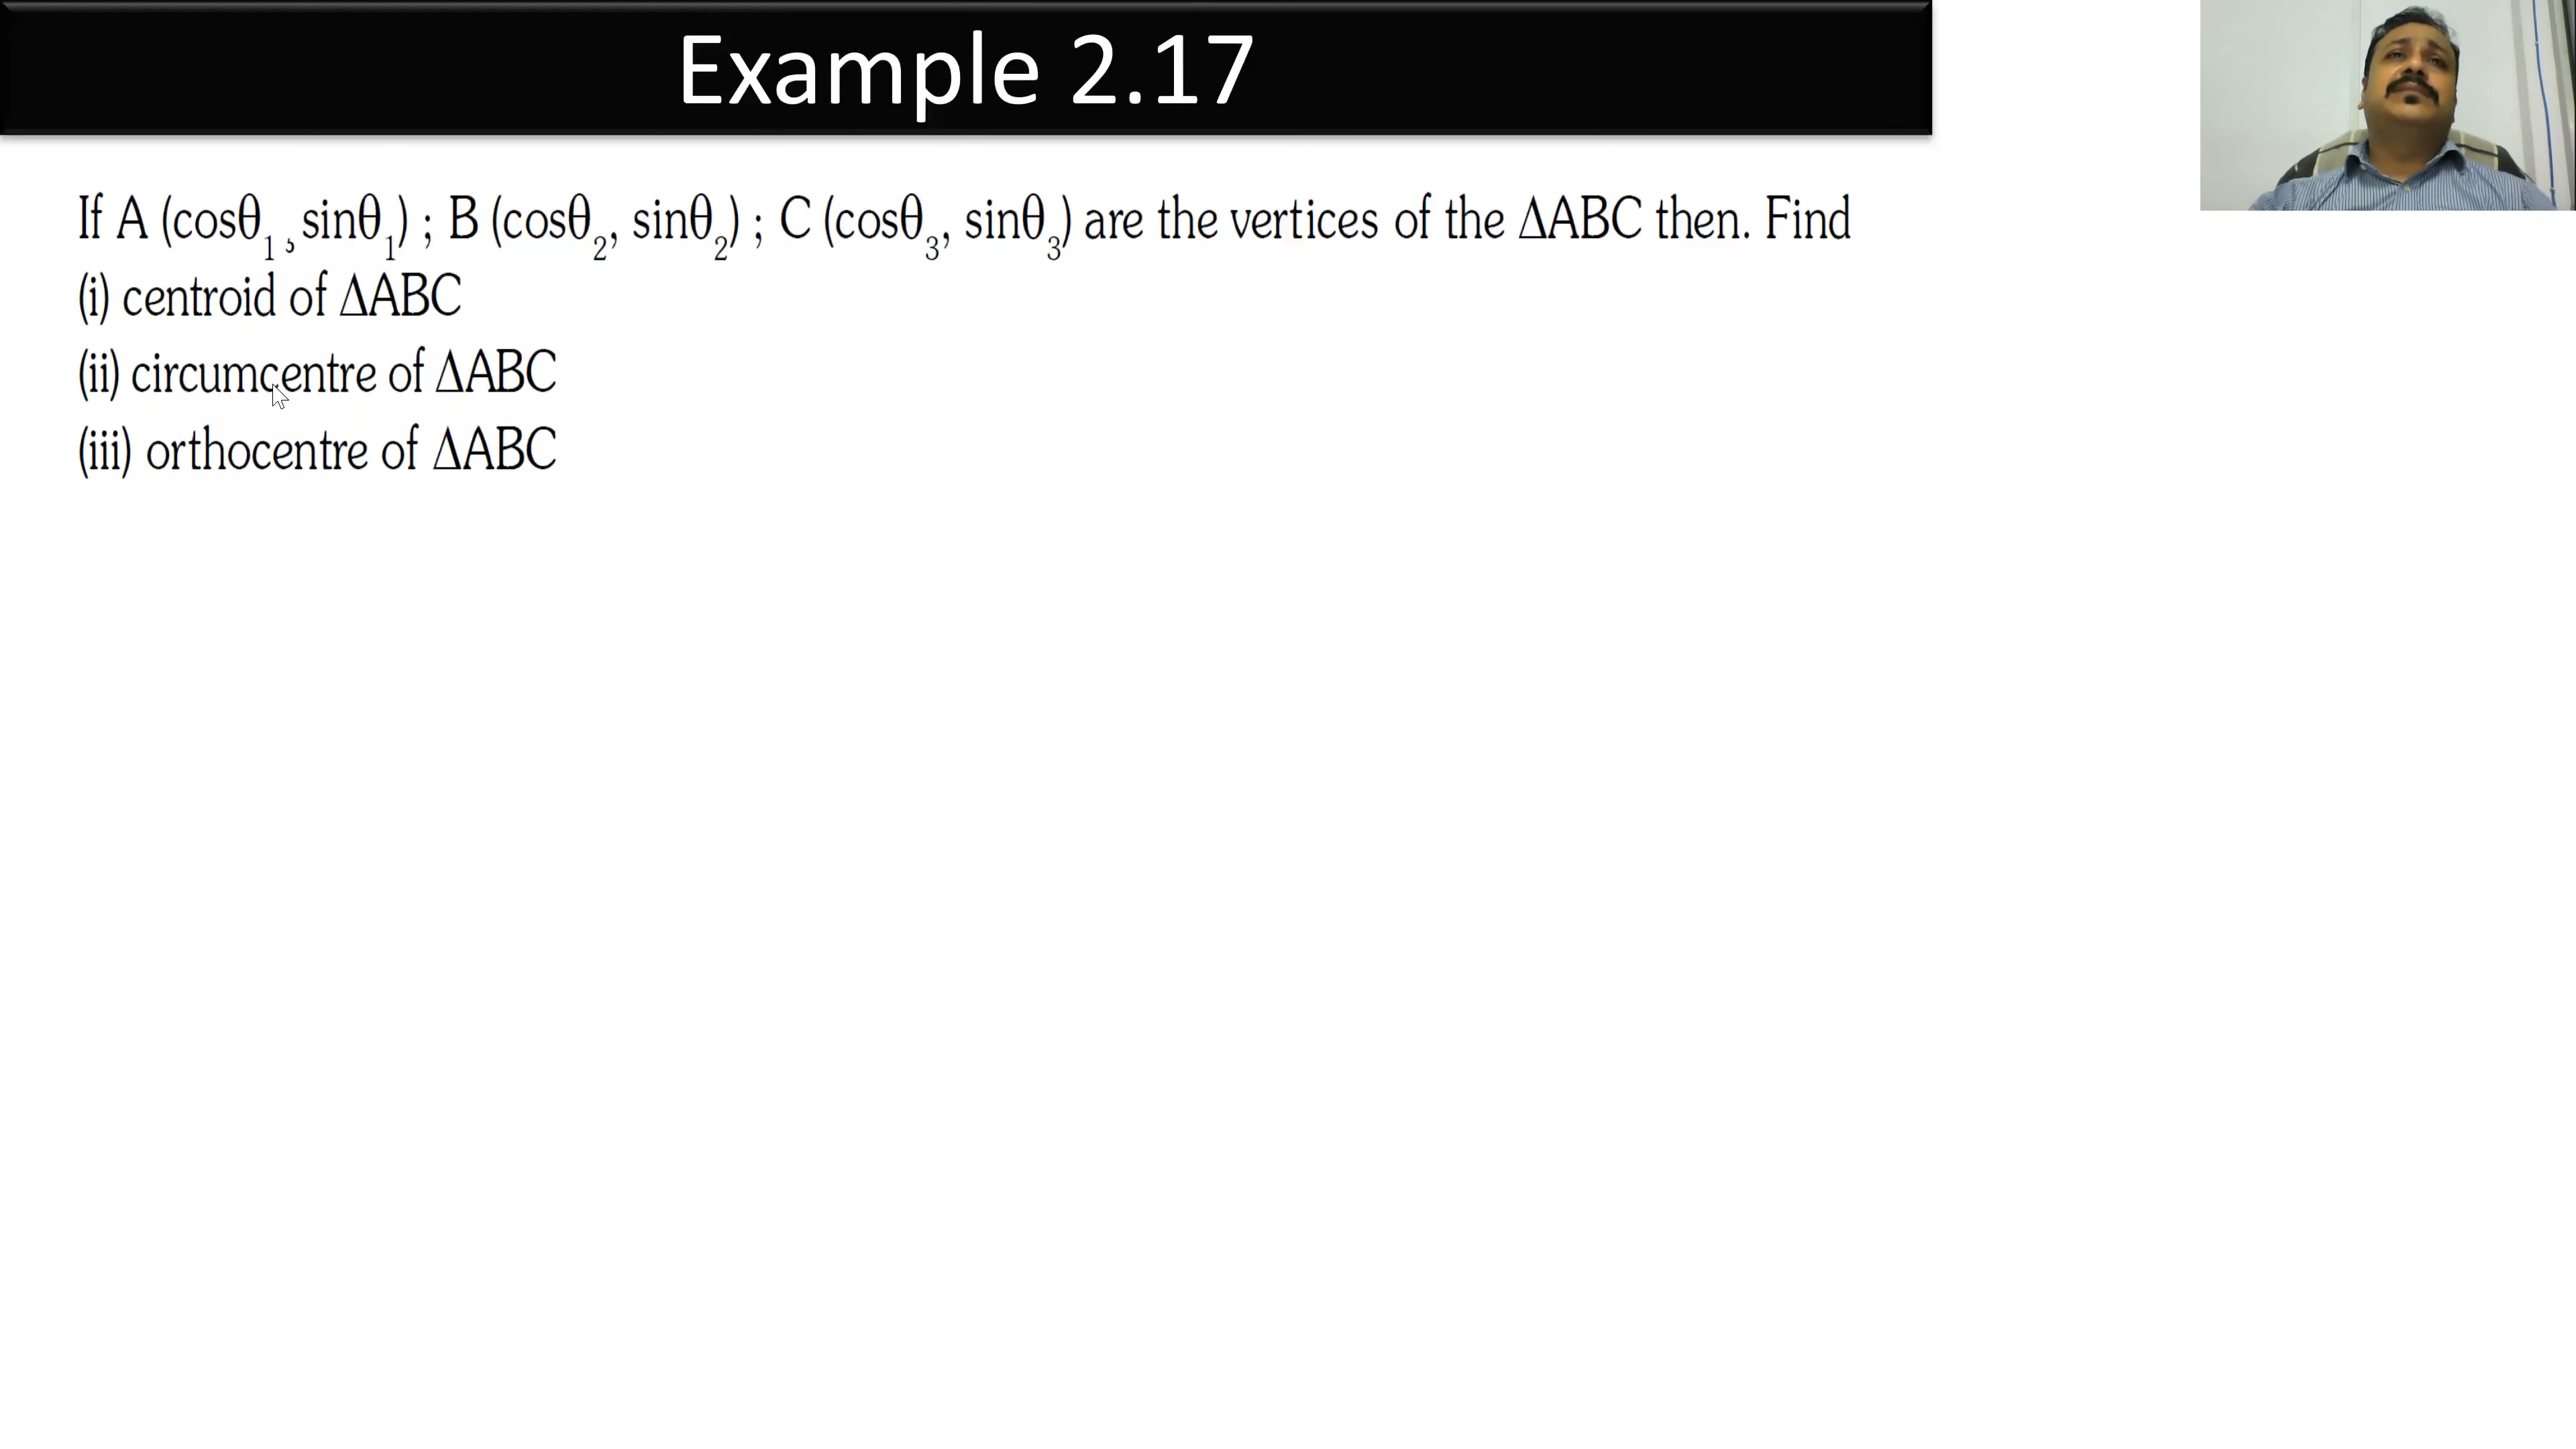 Example 2.17
If A (cosθ₁, sinθ₁) ; B (cosθ₂, sinθ₂) ; C (cosθ₃, sinθ₃) are the vertices of the ΔABC then. Find
(i) centroid of ΔABC
(ii) circumcentre of ΔABC
(iii) orthocentre of ΔABC